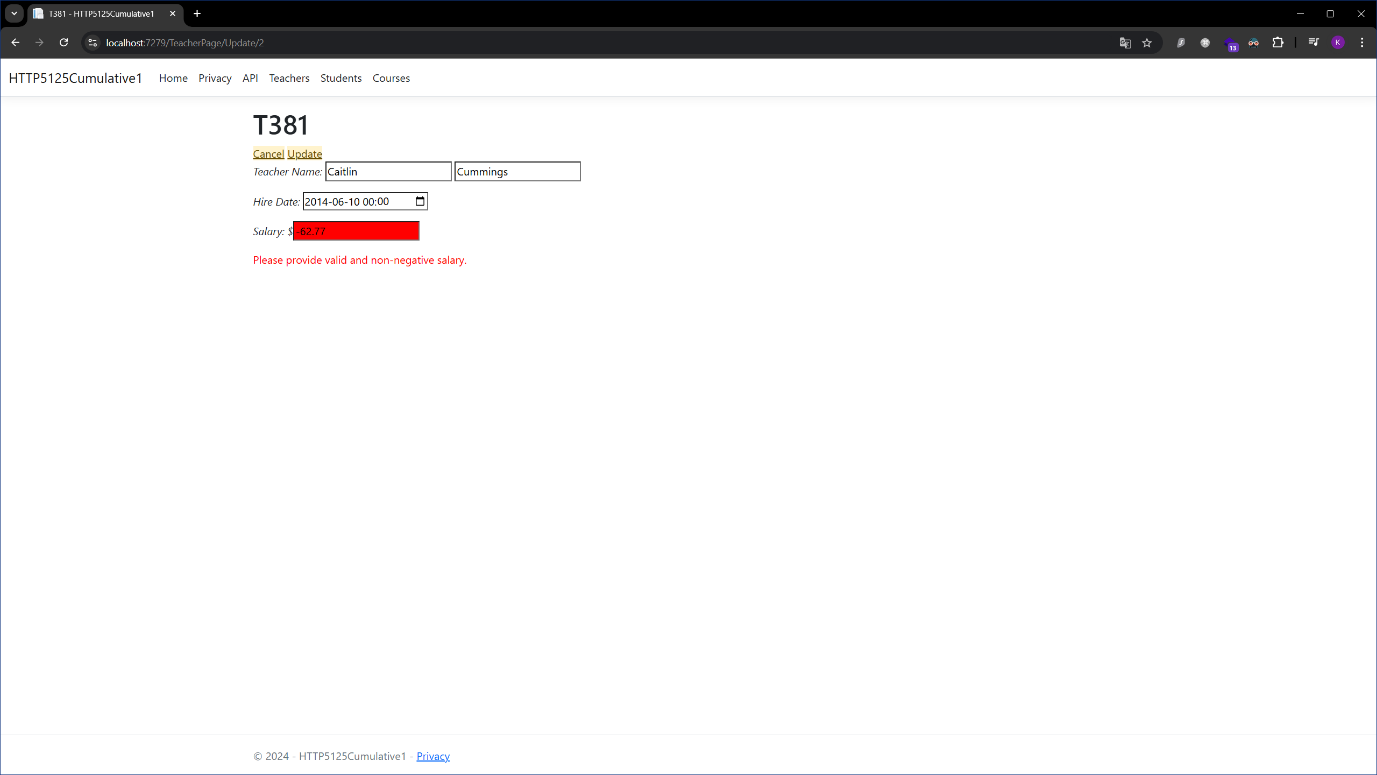 T381 - HTTP5125Cumulative1
localhost:7279/TeacherPage/Update/2
13
K
HTTP5125Cumulative1 Home Privacy API Teachers Students Courses
T381
Cancel Update
Teacher Name: Caitlin Cummings
Hire Date: 2014-06-10 00:00
Salary: $ -62.77
Please provide valid and non-negative salary.
© 2024 - HTTP5125Cumulative1 - Privacy